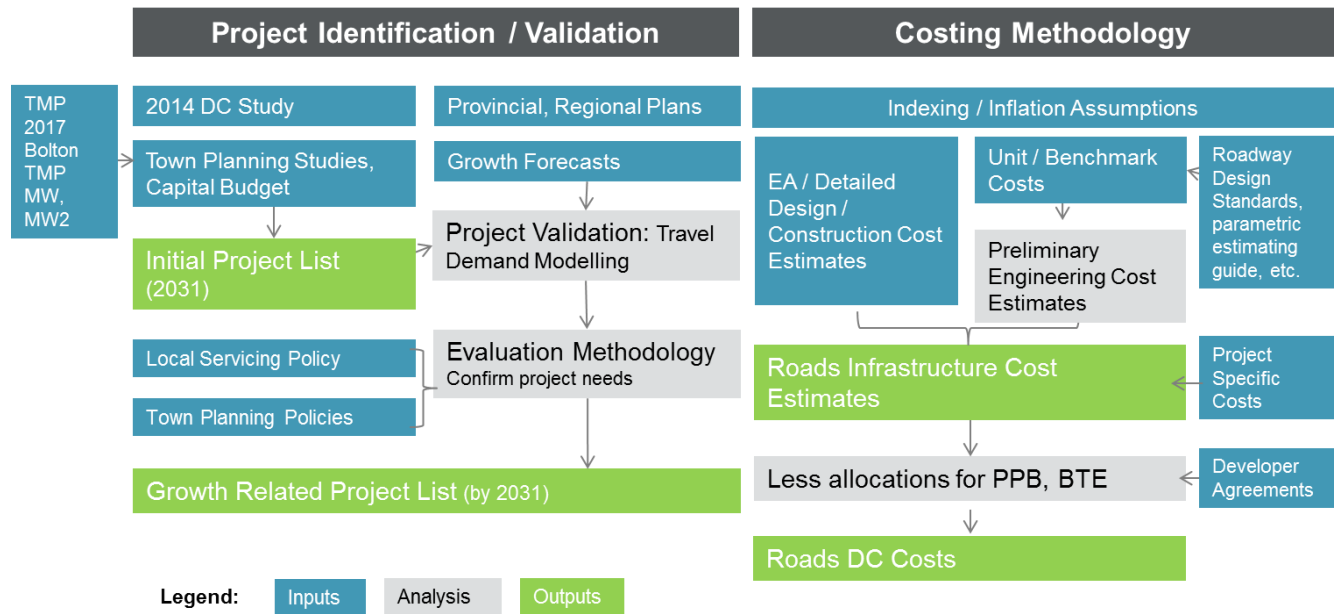 Project Identification / Validation
TMP
2017
Bolton
TMP
MW,
MW2
2014 DC Study
Town Planning Studies,
Capital Budget
Initial Project List
(2031)
Provincial, Regional Plans
Growth Forecasts
Project Validation: Travel
Demand Modelling
Local Servicing Policy
Town Planning Policies
Evaluation Methodology
Confirm project needs
Growth Related Project List (by 2031)
Costing Methodology
Indexing / Inflation Assumptions
EA / Detailed
Design /
Construction Cost
Estimates
Unit / Benchmark
Costs
Roadway
Design
Standards,
parametric
estimating
guide, etc.
Preliminary
Engineering Cost
Estimates
Roads Infrastructure Cost
Estimates
Project
Specific
Costs
Less allocations for PPB, BTE
Developer
Agreements
Roads DC Costs
Legend:
Inputs
Analysis
Outputs